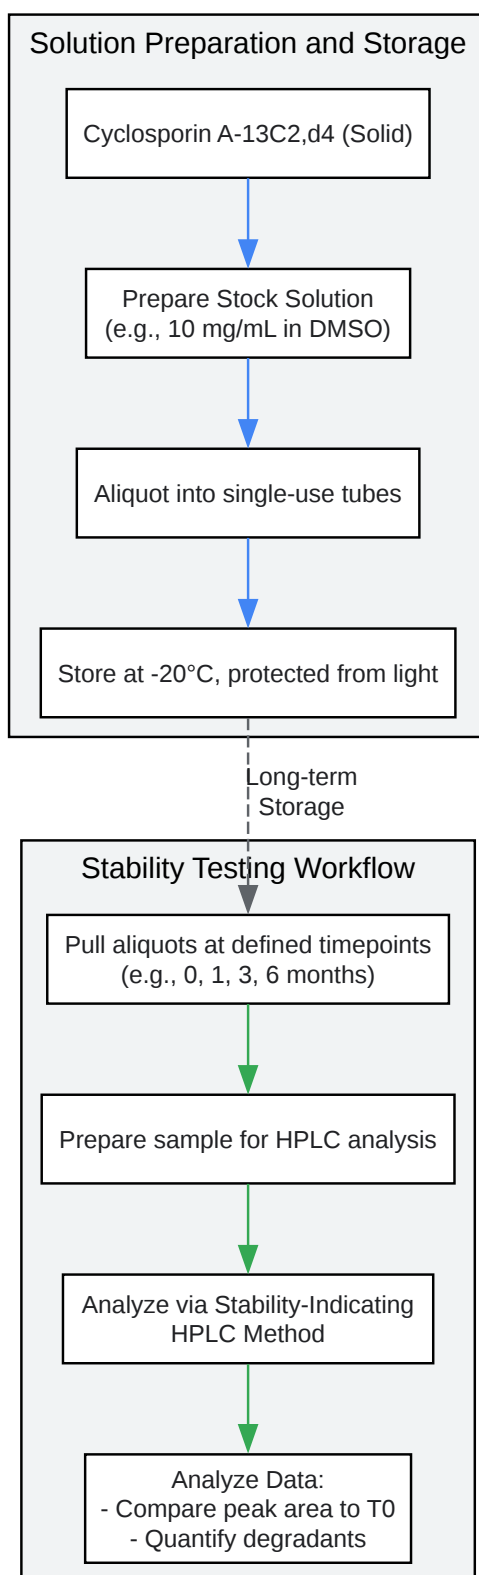 Solution Preparation and Storage
Cyclosporin A-13C2,d4 (Solid)
Prepare Stock Solution
(e.g., 10 mg/mL in DMSO)
Aliquot into single-use tubes
Store at -20°C, protected from light
Long-term
Storage
Stability Testing Workflow
Pull aliquots at defined timepoints
(e.g., 0, 1, 3, 6 months)
Prepare sample for HPLC analysis
Analyze via Stability-Indicating
HPLC Method
Analyze Data:
- Compare peak area to T0
- Quantify degradants